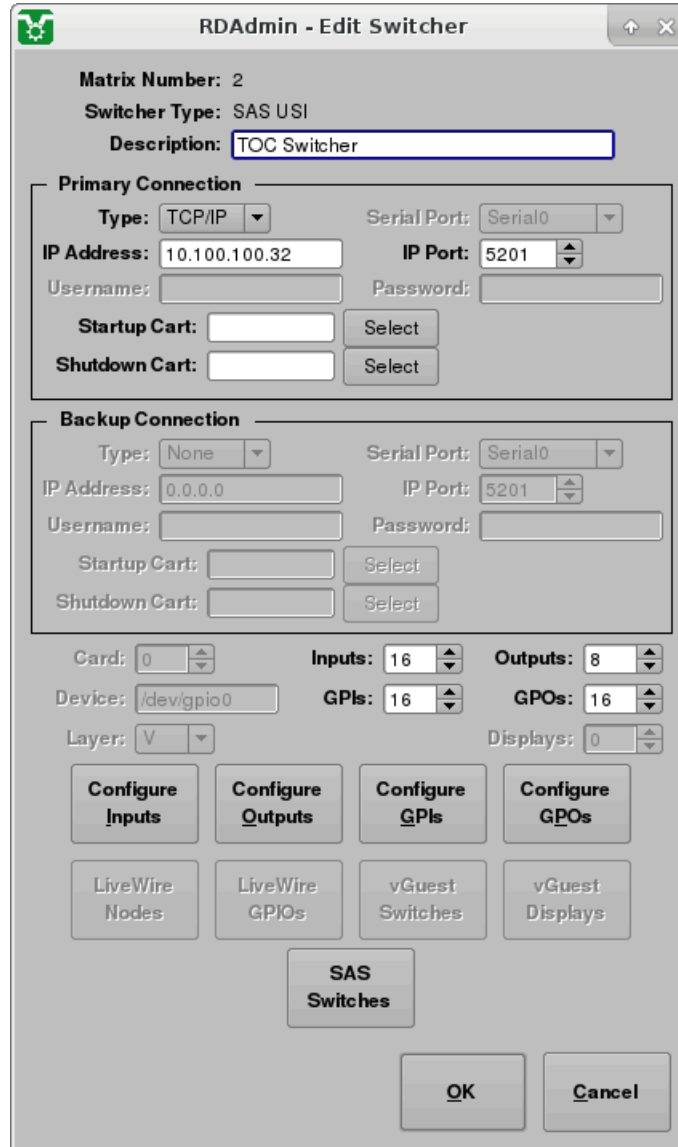 RDAdmin - Edit Switcher
Matrix Number: 2
Switcher Type: SAS USI
Description: TOC Switcher
Primary Connection
Type: TCP/IP Serial Port: Serial0
IP Address: 10.100.100.32 IP Port: 5201
Username: Password:
Startup Cart: Select
Shutdown Cart: Select
Backup Connection
Type: None Serial Port: Serial0
IP Address: 0.0.0.0 IP Port: 5201
Username: Password:
Startup Cart: Select
Shutdown Cart: Select
Card: 0 Inputs: 16 Outputs: 8
Device: /dev/gpio0 GPIs: 16 GPOs: 16
Layer: V Displays: 0
Configure Configure Configure Configure
Inputs Outputs GPIs GPOs
LiveWire LiveWire vGuest vGuest
Nodes GPIOs Switches Displays
SAS
Switches
OK Cancel